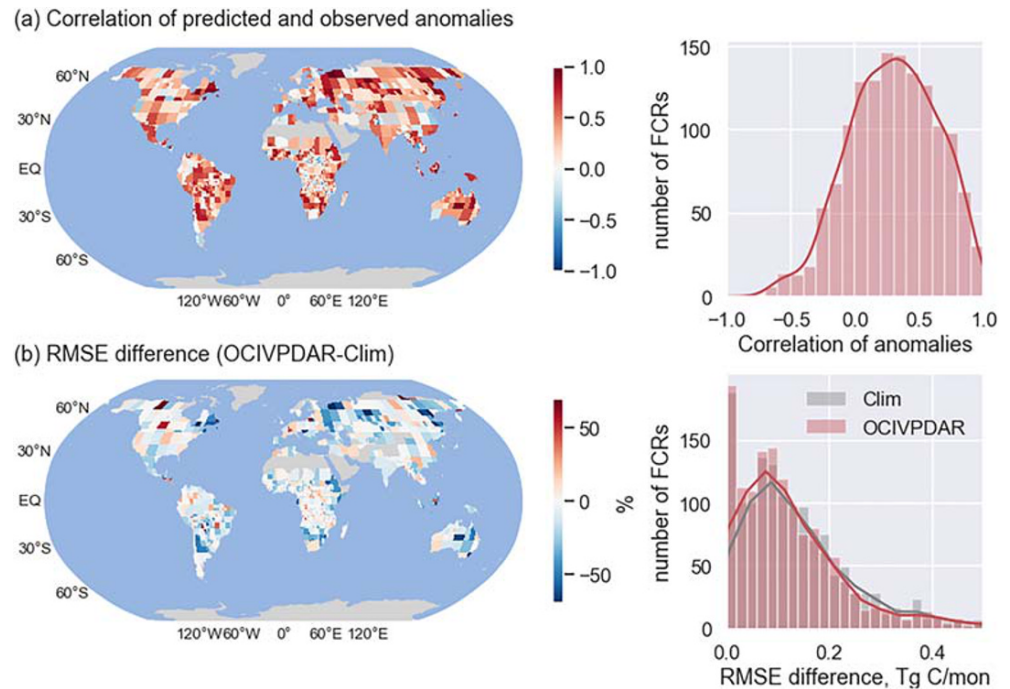 (a) Correlation of predicted and observed anomalies
60°N
30°N
EQ
30°S
60°S
120°W60°W 0° 60°E 120°E
1.0
0.5
0.0
−0.5
−1.0
number of FCRs
150
100
50
0
−1.0 −0.5 0.0 0.5 1.0
Correlation of anomalies
(b) RMSE difference (OCIVPDAR-Clim)
60°N
30°N
EQ
30°S
60°S
120°W60°W 0° 60°E 120°E
50
0
−50
%
number of FCRs
150
100
50
0
Clim
OCIVPDAR
0.0 0.2 0.4
RMSE difference, Tg C/mon